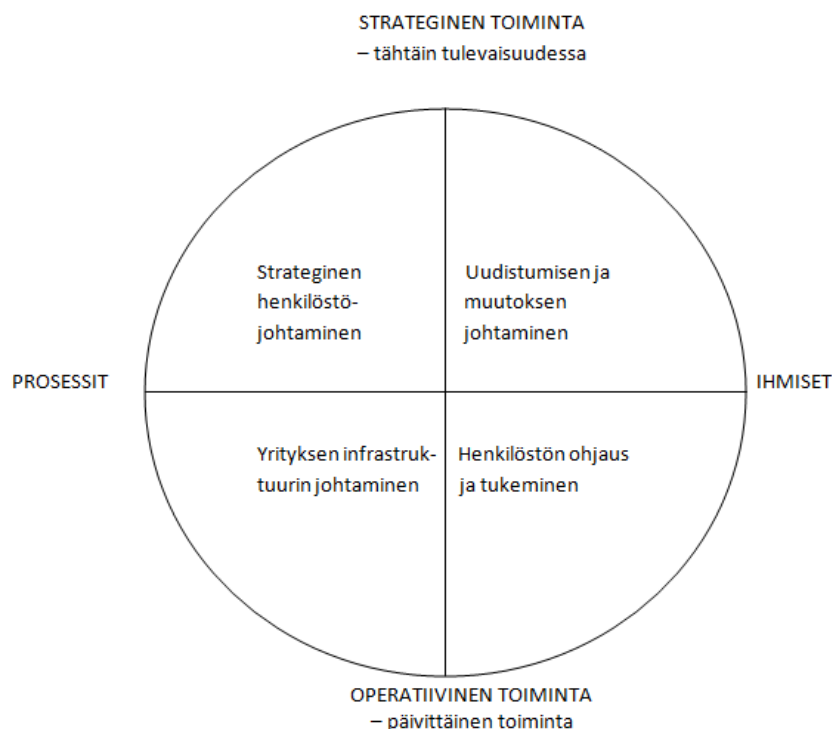 STRATEGINEN TOIMINTA
– tähtäin tulevaisuudessa
Strateginen
henkilöstö-
johtaminen
Uudistumisen ja
muutoksen
johtaminen
PROSESSIT
IHMISET
Yrityksen infrastruk-
tuurin johtaminen
Henkilöstön ohjaus
ja tukeminen
OPERATIIVINEN TOIMINTA
– päivittäinen toiminta